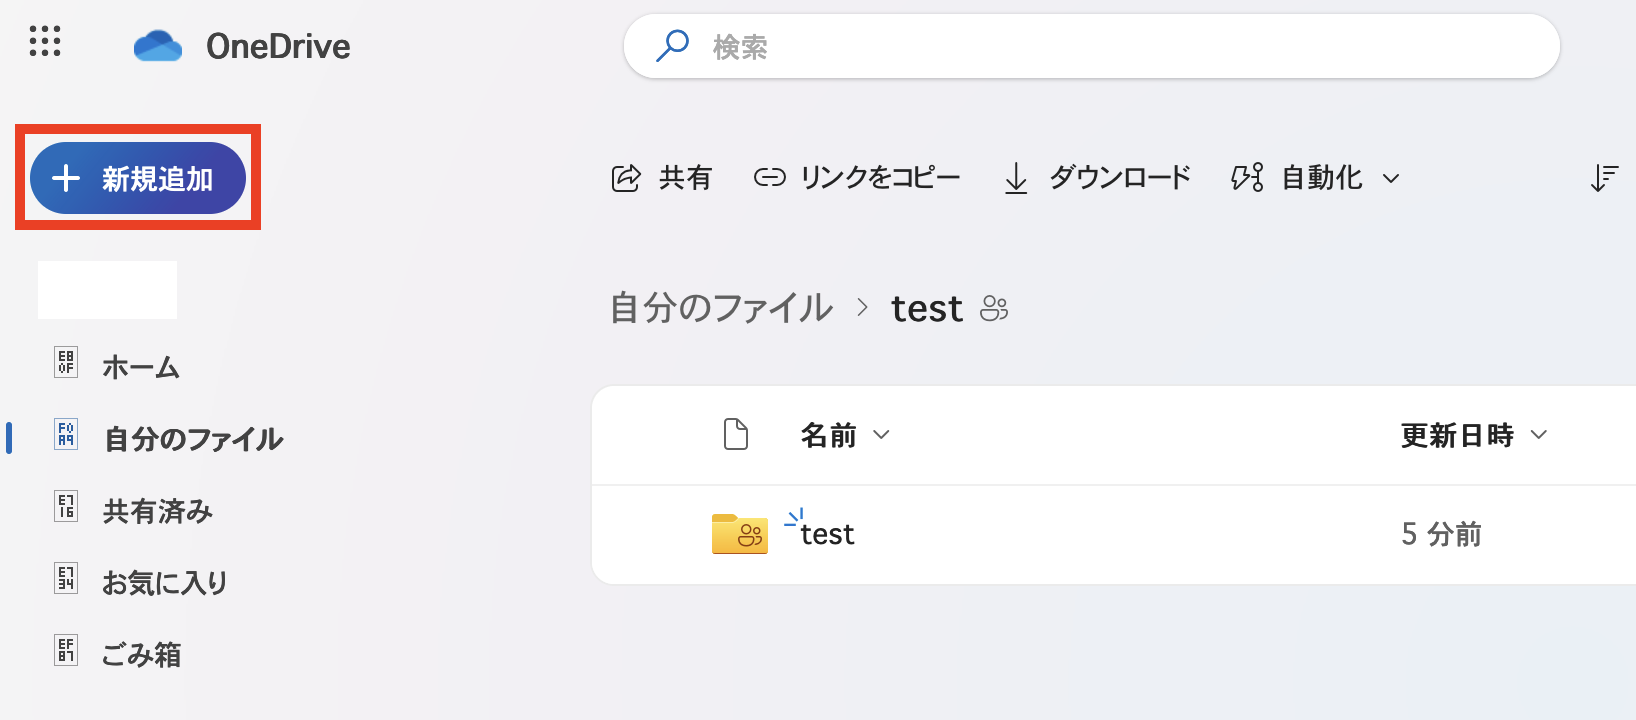 OneDrive
検索
新規追加
共有 リンクをコピー ダウンロード 自動化
自分のファイル > test
ホーム
自分のファイル
共有済み
お気に入り
ごみ箱
名前 更新日時
test 5 分前